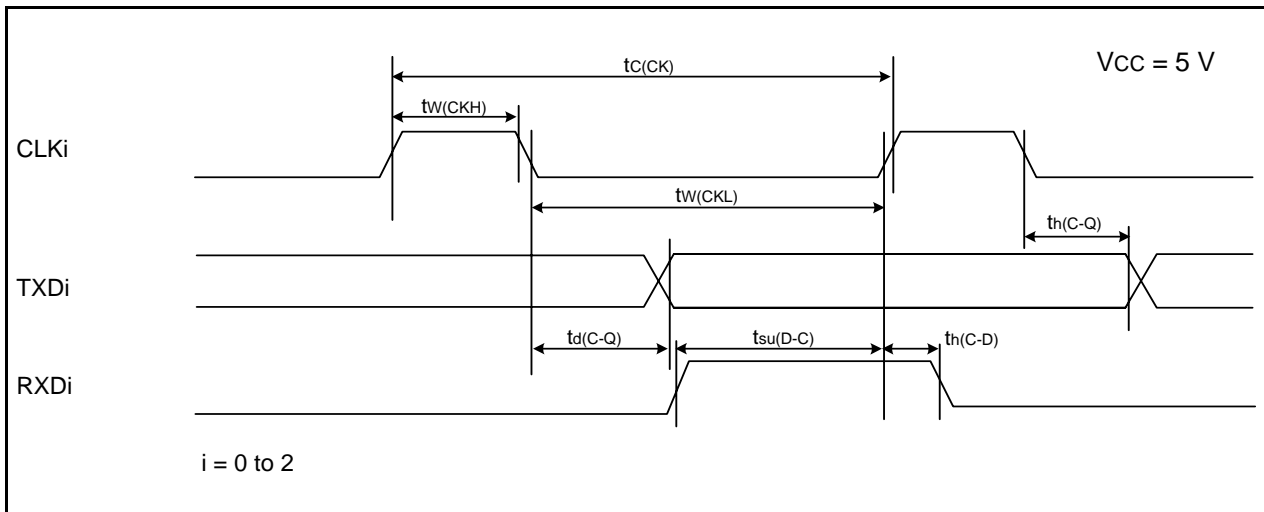 VCC = 5 V
tC(CK)
tW(CKH)
CLKi
tW(CKL)
th(C-Q)
TXDi
td(C-Q)
tsu(D-C)
th(C-D)
RXDi
i = 0 to 2